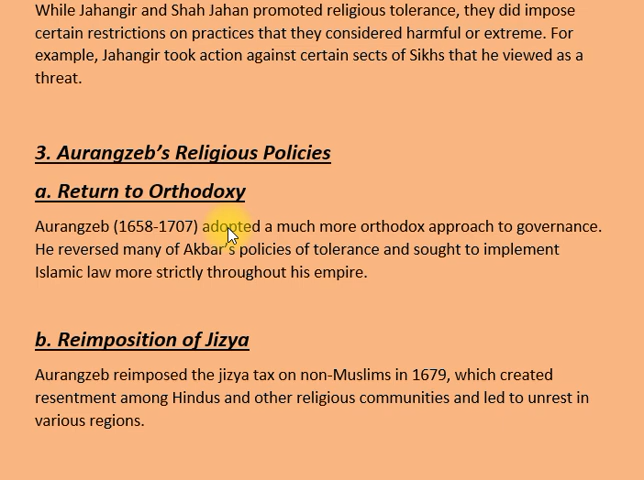 While Jahangir and Shah Jahan promoted religious tolerance, they did impose
certain restrictions on practices that they considered harmful or extreme. For
example, Jahangir took action against certain sects of Sikhs that he viewed as a
threat.
3. Aurangzeb’s Religious Policies
a. Return to Orthodoxy
Aurangzeb (1658-1707) adopted a much more orthodox approach to governance.
He reversed many of Akbar’s policies of tolerance and sought to implement
Islamic law more strictly throughout his empire.
b. Reimposition of Jizya
Aurangzeb reimposed the jizya tax on non-Muslims in 1679, which created
resentment among Hindus and other religious communities and led to unrest in
various regions.